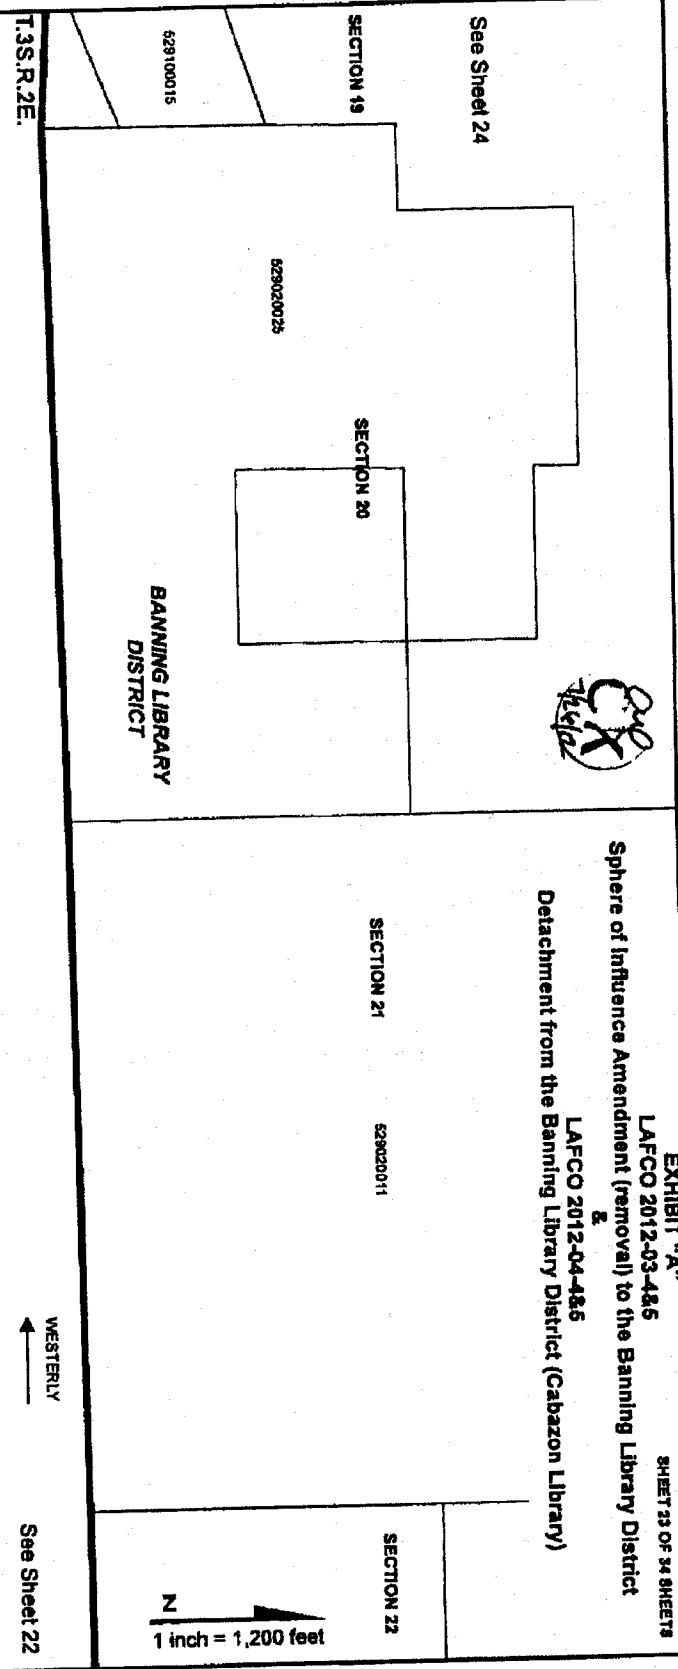 EXHIBIT "A"
SHEET 23 OF 34 SHEETS
LAFCO 2012-03-4&5
Sphere of Influence Amendment (removal) to the Banning Library District
&
LAFCO 2012-04-4&5
Detachment from the Banning Library District (Cabazon Library)
See Sheet 24
SECTION 19
529100015
529020025
SECTION 20
BANNING LIBRARY
DISTRICT
SECTION 21
529020011
SECTION 22
N
1 inch = 1,200 feet
WESTERLY
See Sheet 22
T.3S.R.2E.